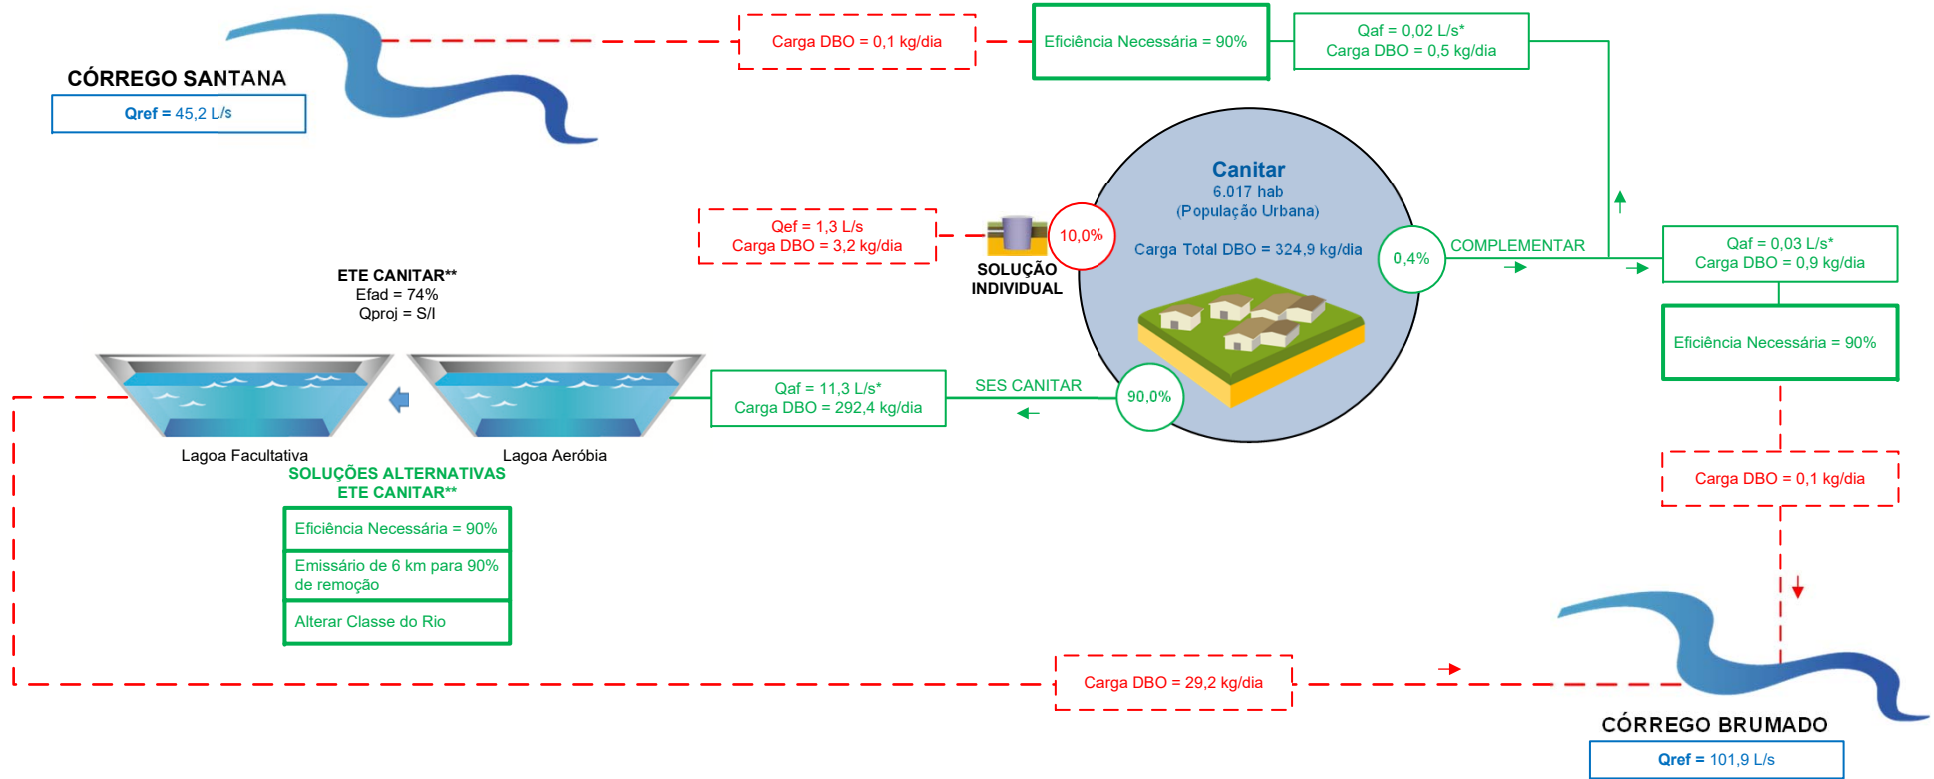 Carga DBO = 0,1 kg/dia
Eficiência Necessária = 90%
Qaf = 0,02 L/s*
Carga DBO = 0,5 kg/dia
CÓRREGO SANTANA
Qref = 45,2 L/s
Canitar
6.017 hab
(População Urbana)
Carga Total DBO = 324,9 kg/dia
Qef = 1,3 L/s
Carga DBO = 3,2 kg/dia
10,0%
SOLUÇÃO
INDIVIDUAL
0,4%
COMPLEMENTAR
Qaf = 0,03 L/s*
Carga DBO = 0,9 kg/dia
Eficiência Necessária = 90%
ETE CANITAR**
Efad = 74%
Qproj = S/I
Qaf = 11,3 L/s*
Carga DBO = 292,4 kg/dia
SES CANITAR
90,0%
Lagoa Facultativa
Lagoa Aeróbia
SOLUÇÕES ALTERNATIVAS
ETE CANITAR**
Eficiência Necessária = 90%
Emissário de 6 km para 90%
de remoção
Alterar Classe do Rio
Carga DBO = 0,1 kg/dia
Carga DBO = 29,2 kg/dia
CÓRREGO BRUMADO
Qref = 101,9 L/s